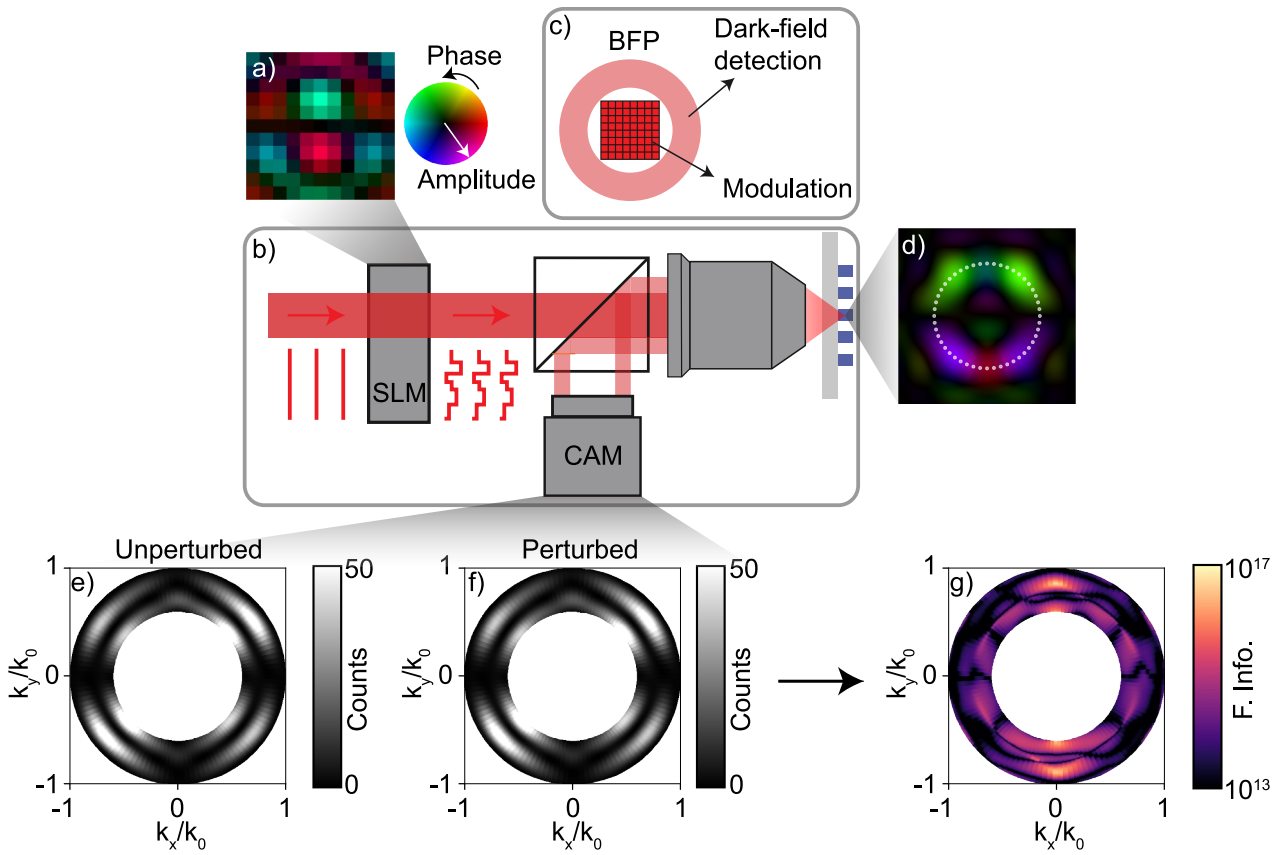 a)
Phase
Amplitude
c)
BFP
Dark-field
detection
Modulation
b)
SLM
CAM
d)
Unperturbed
e)
1
0
-1
-1
0
1
k_y/k_0
k_x/k_0
50
0
Counts
Perturbed
f)
1
0
-1
-1
0
1
k_y/k_0
k_x/k_0
50
0
Counts
g)
1
0
-1
-1
0
1
k_y/k_0
k_x/k_0
10^17
10^13
F. Info.